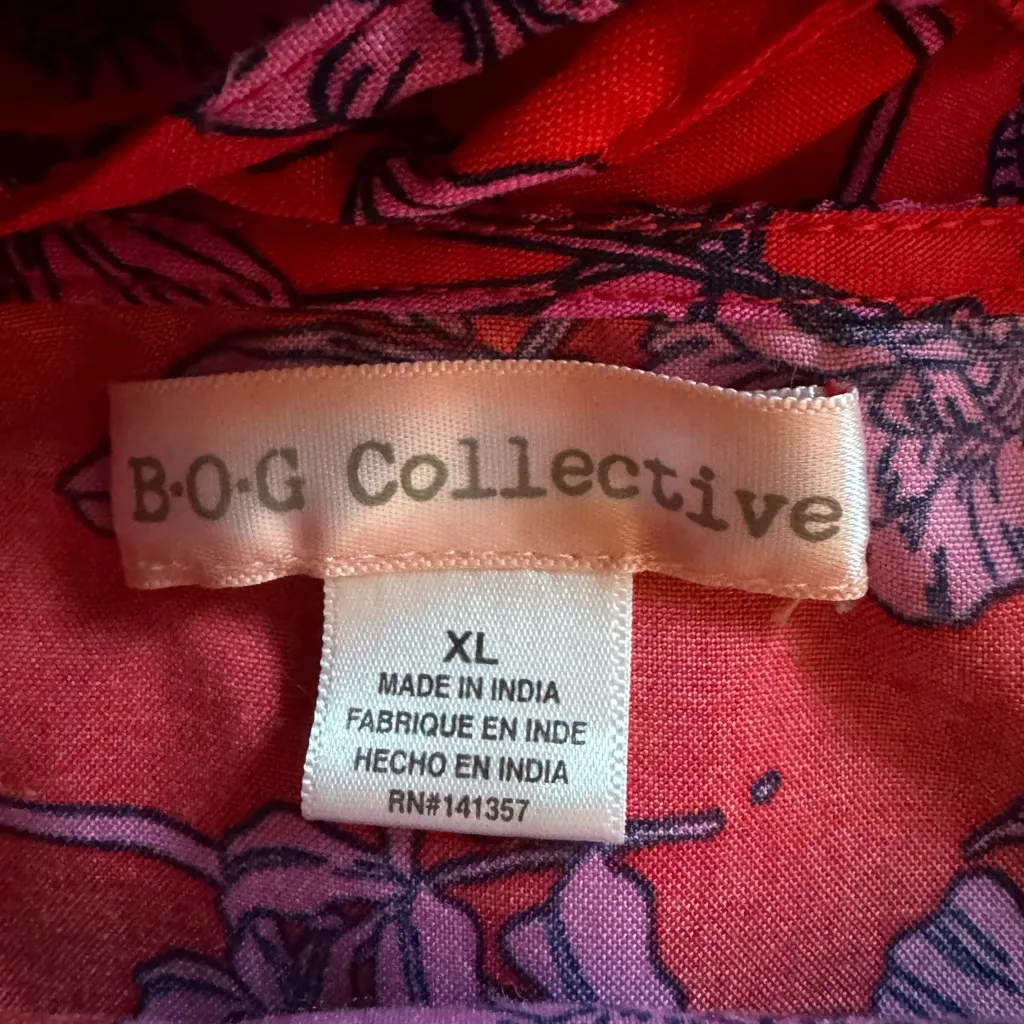 B·O·G Collective
XL
MADE IN INDIA
FABRIQUE EN INDE
HECHO EN INDIA
RN#141357